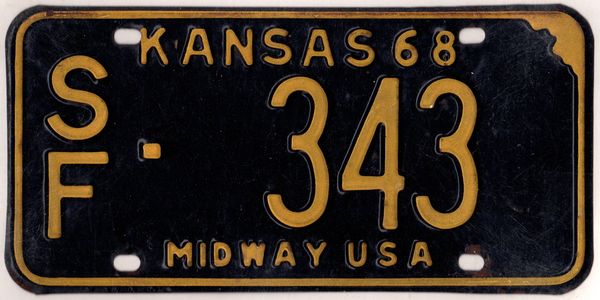 KANSAS 68
SF · 343
MIDWAY USA